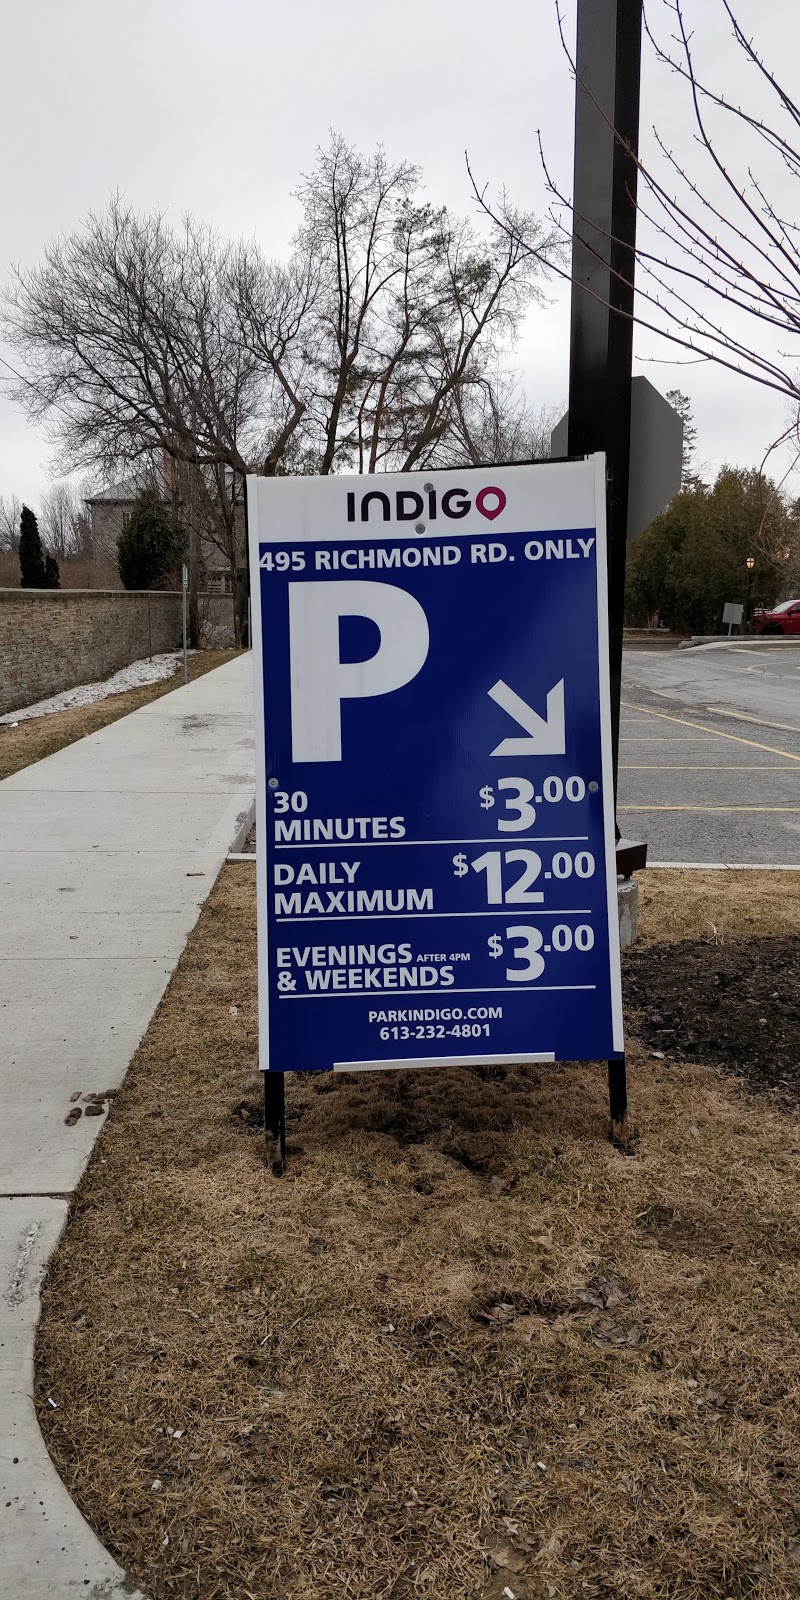 INDIGO
495 RICHMOND RD. ONLY
P
30
MINUTES $3.00
DAILY
MAXIMUM $12.00
EVENINGS AFTER 4PM
& WEEKENDS $3.00
PARKINDIGO.COM
613-232-4801